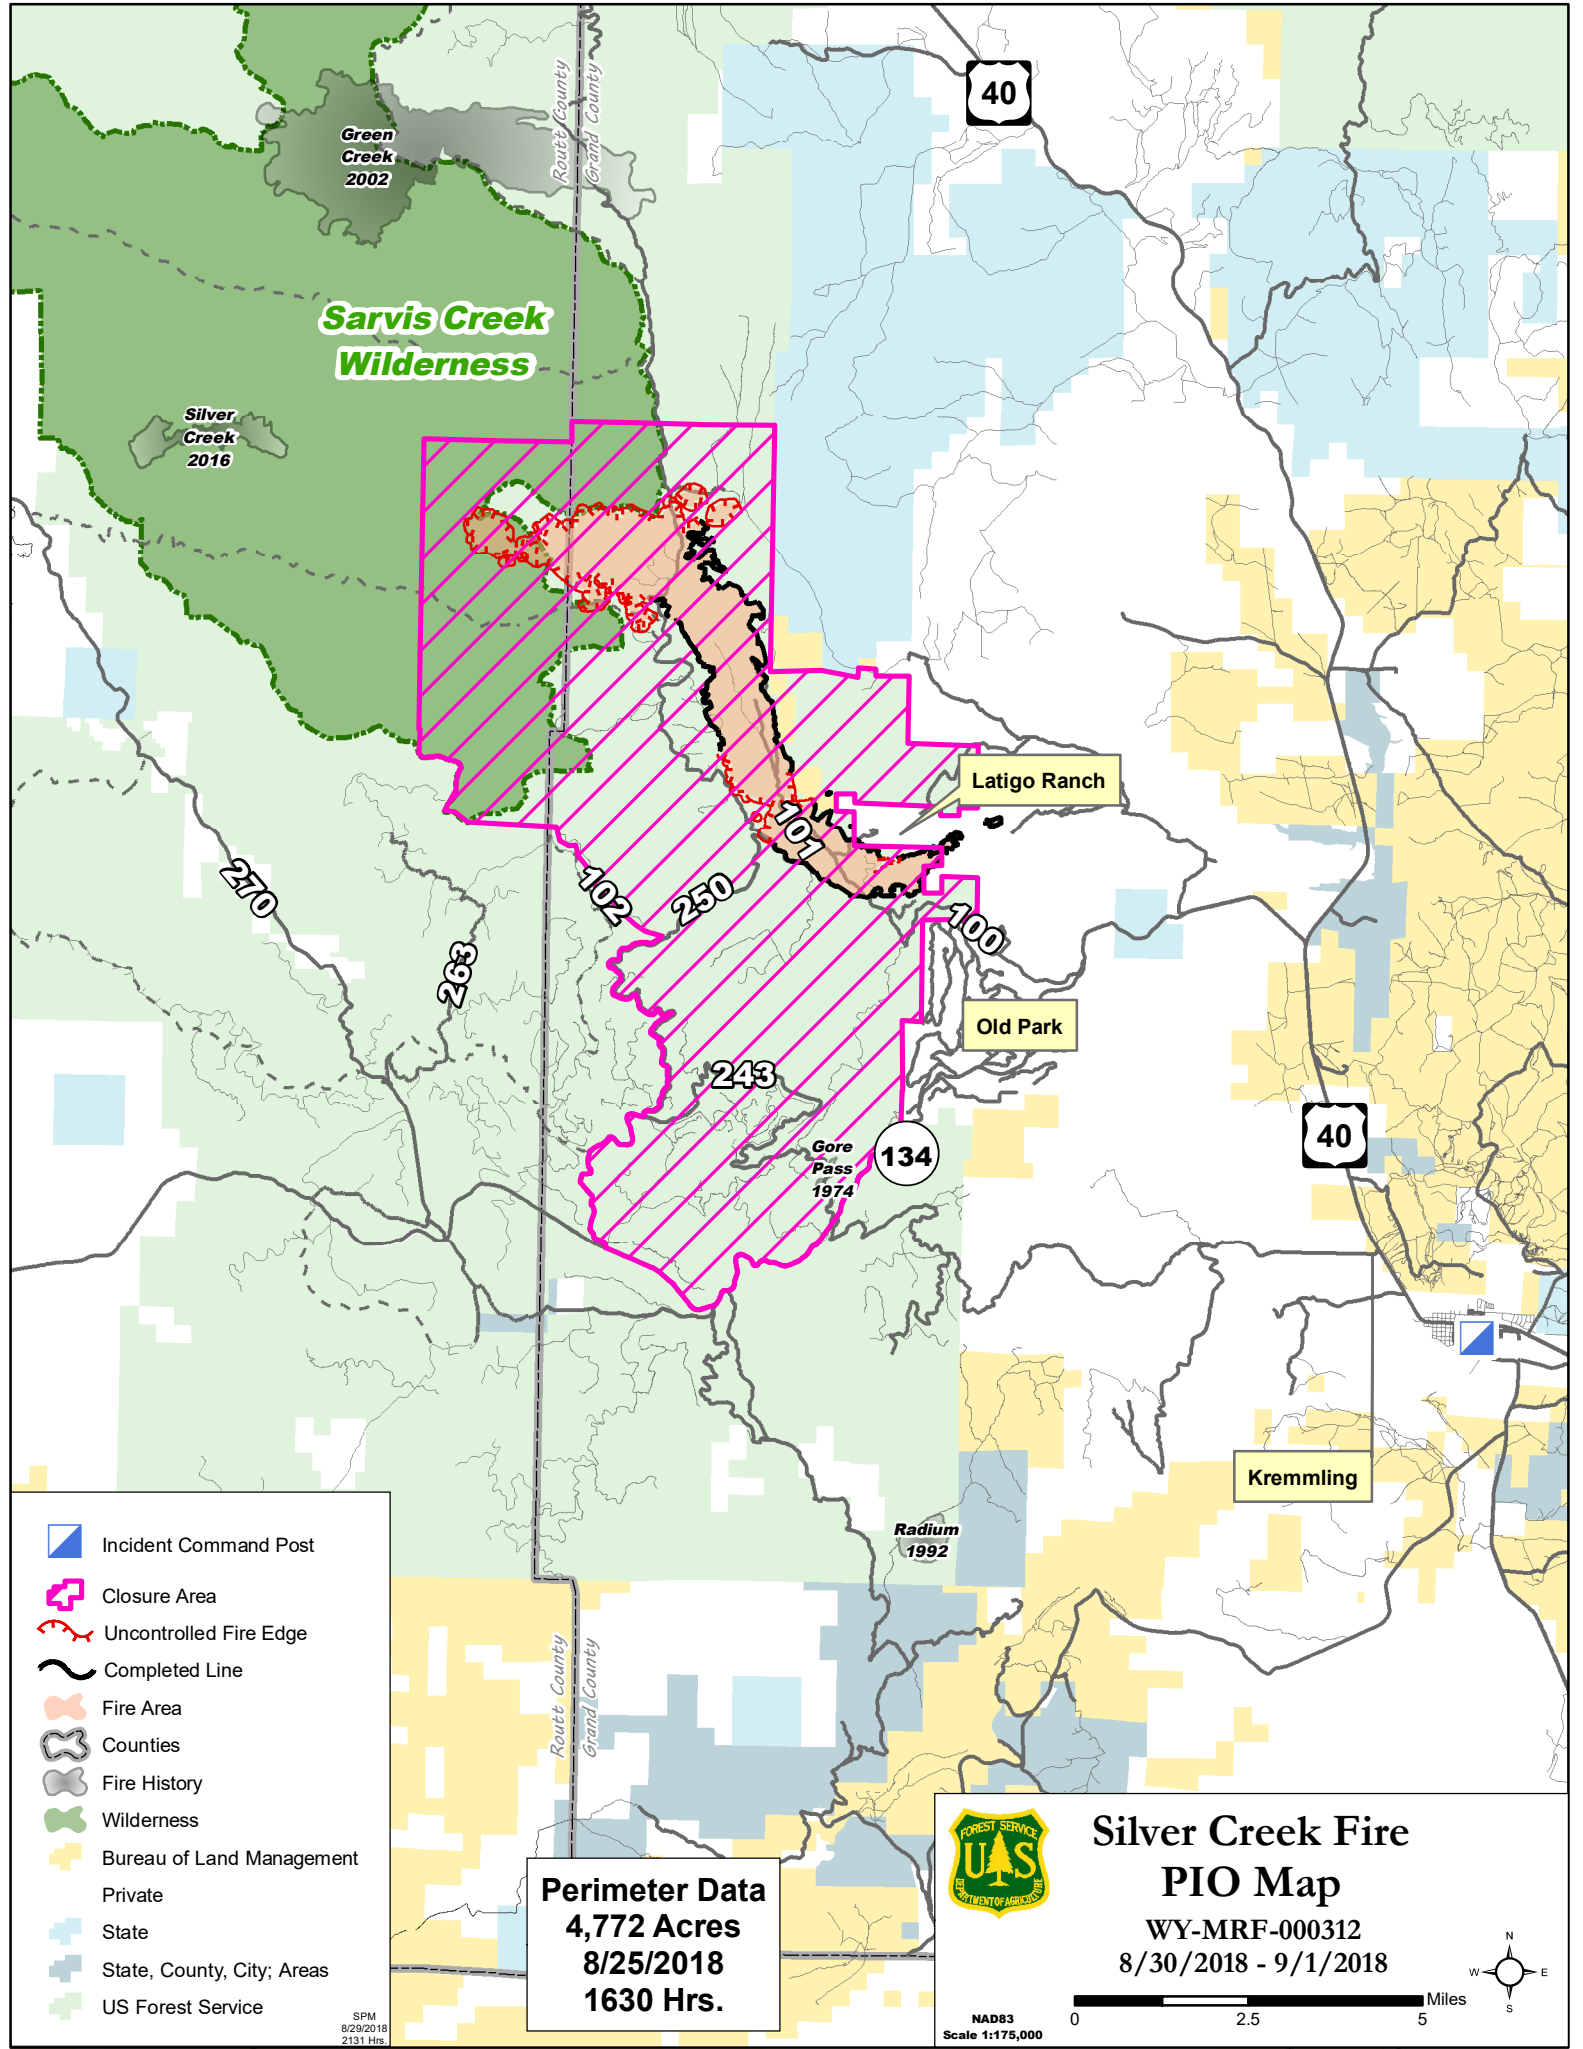 40
Routt County
Grand County
Green
Creek
2002
Sarvis Creek
Wilderness
Silver
Creek
2016
Latigo Ranch
101
102
250
270
100
263
Old Park
243
40
Gore
Pass
1974
134
Kremmling
Radium
1992
Routt County
Grand County
Incident Command Post
Closure Area
Uncontrolled Fire Edge
Completed Line
Fire Area
Counties
Fire History
Wilderness
Bureau of Land Management
Private
State
State, County, City; Areas
US Forest Service
SPM
8/29/2018
2131 Hrs.
Perimeter Data
4,772 Acres
8/25/2018
1630 Hrs.
FOREST SERVICE
U S
DEPARTMENT OF AGRICULTURE
Silver Creek Fire
PIO Map
WY-MRF-000312
8/30/2018 - 9/1/2018
N
W E
S
Miles
0 2.5 5
NAD83
Scale 1:175,000